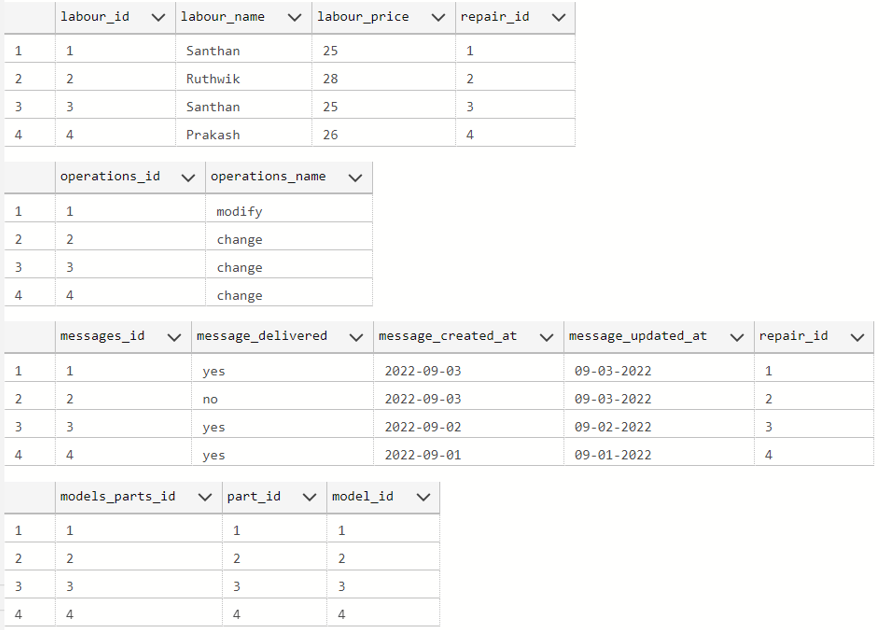 labour_id labour_name labour_price repair_id
1 1 Santhan 25 1
2 2 Ruthwik 28 2
3 3 Santhan 25 3
4 4 Prakash 26 4
operations_id operations_name
1 1 modify
2 2 change
3 3 change
4 4 change
messages_id message_delivered message_created_at message_updated_at repair_id
1 1 yes 2022-09-03 09-03-2022 1
2 2 no 2022-09-03 09-03-2022 2
3 3 yes 2022-09-02 09-02-2022 3
4 4 yes 2022-09-01 09-01-2022 4
models_parts_id part_id model_id
1 1 1 1
2 2 2 2
3 3 3 3
4 4 4 4